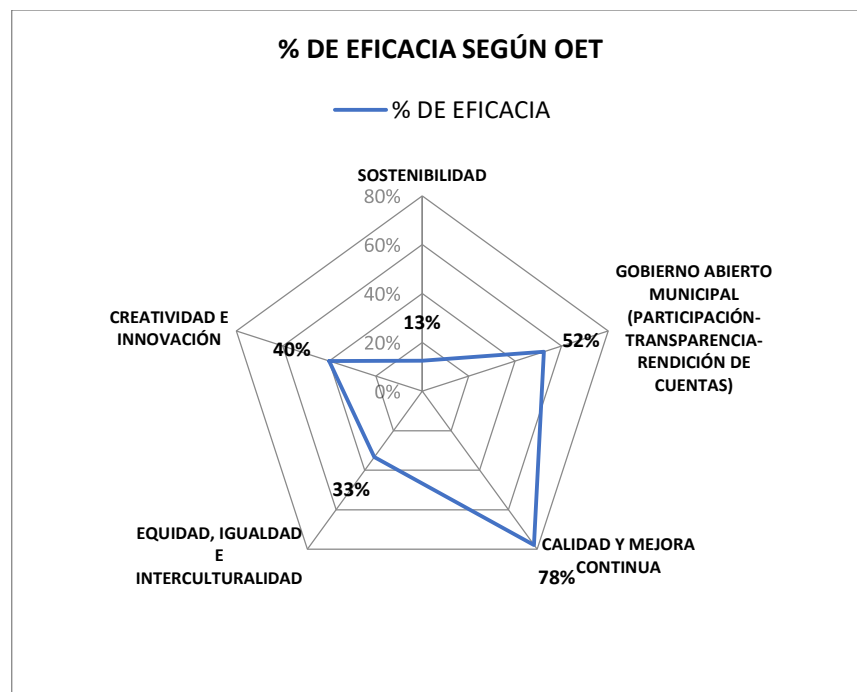 % DE EFICACIA SEGÚN OET
% DE EFICACIA
SOSTENIBILIDAD
80%
60%
40%
20%
0%
13%
GOBIERNO ABIERTO
MUNICIPAL
(PARTICIPACIÓN-
TRANSPARENCIA-
RENDICIÓN DE
CUENTAS)
52%
CALIDAD Y MEJORA
CONTINUA
78%
EQUIDAD, IGUALDAD
E
INTERCULTURALIDAD
33%
CREATIVIDAD E
INNOVACIÓN
40%